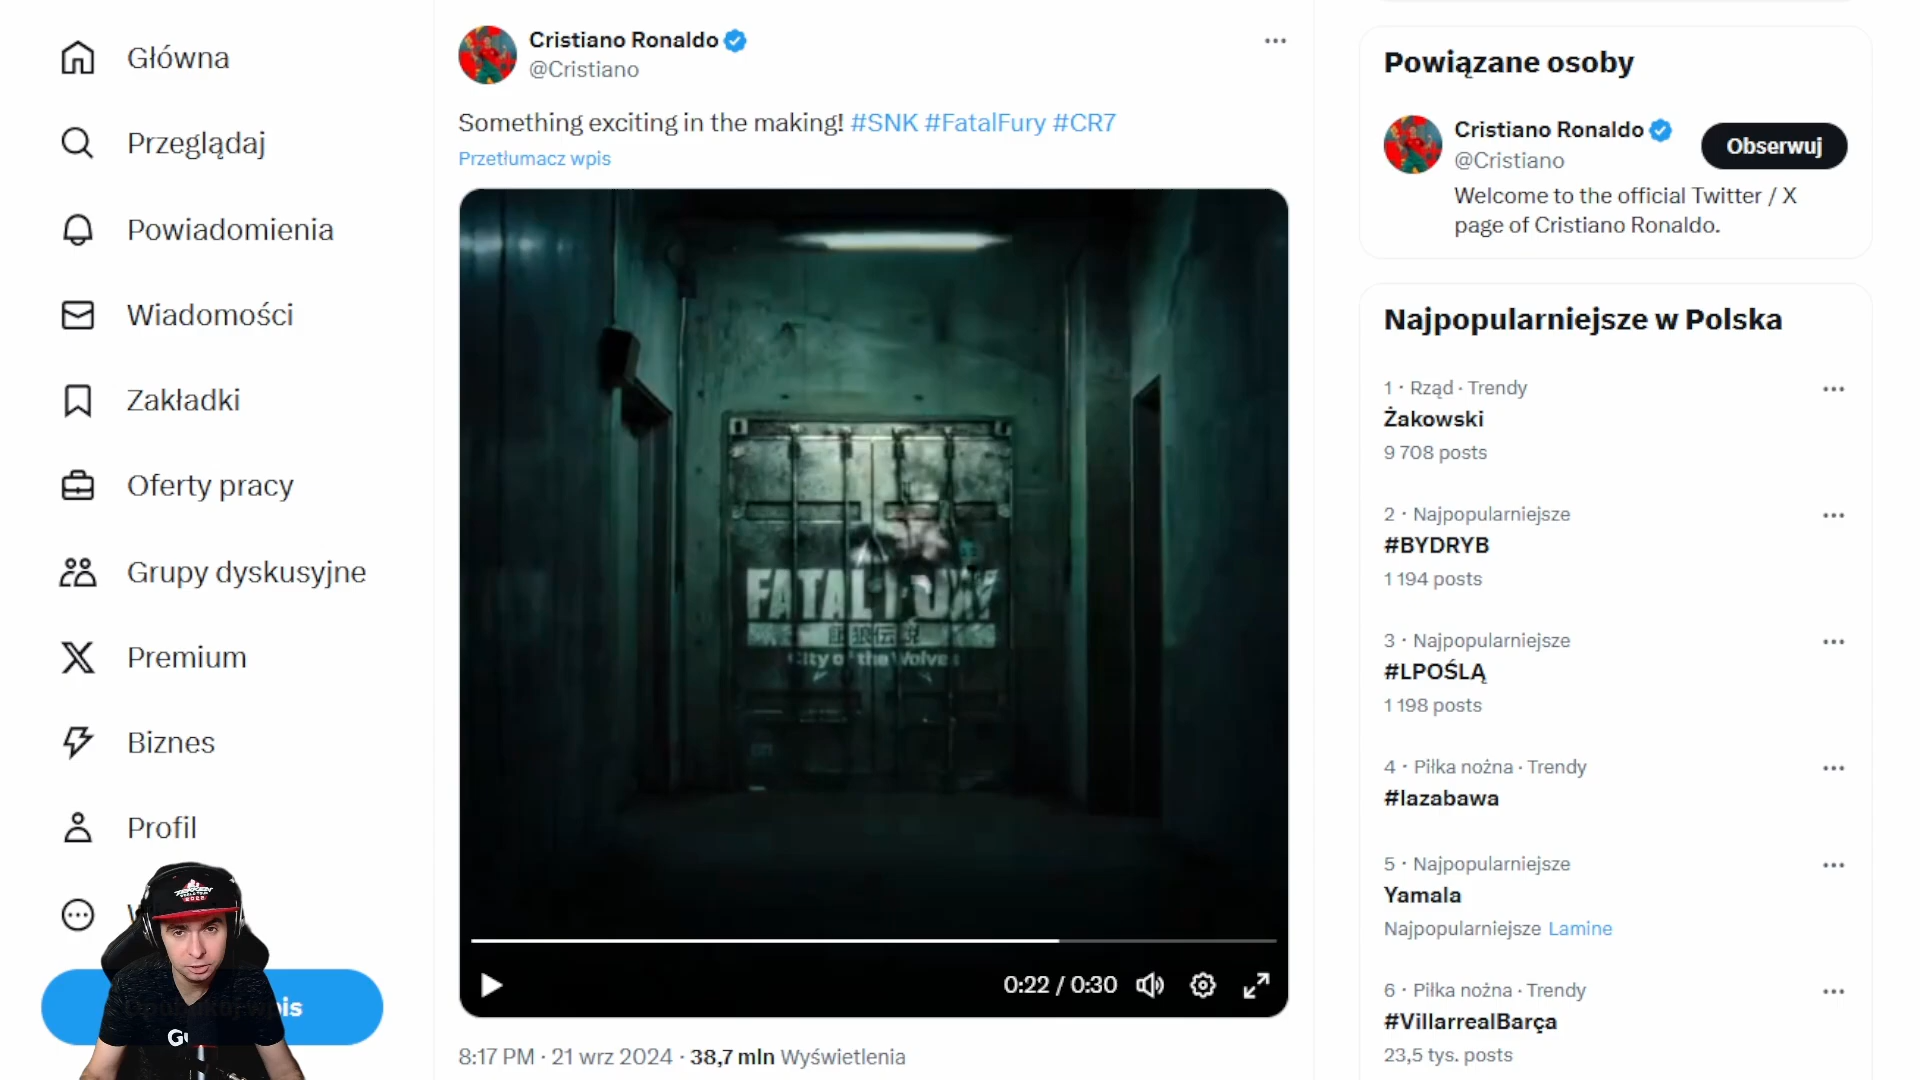 Główna
Przeglądaj
Powiadomienia
Wiadomości
Zakładki
Oferty pracy
Grupy dyskusyjne
Premium
Biznes
Profil
Cristiano Ronaldo
@Cristiano
Something exciting in the making! #SNK #FatalFury #CR7
Przetłumacz wpis
FATAL FURY
餓狼伝説
City of the Wolves
0:22 / 0:30
8:17 PM · 21 wrz 2024 · 38,7 mln Wyświetlenia
Powiązane osoby
Cristiano Ronaldo
@Cristiano
Obserwuj
Welcome to the official Twitter / X
page of Cristiano Ronaldo.
Najpopularniejsze w Polska
1 · Rząd · Trendy
Żakowski
9 708 posts
2 · Najpopularniejsze
#BYDRYB
1 194 posts
3 · Najpopularniejsze
#LPOŚLĄ
1 198 posts
4 · Piłka nożna · Trendy
#lazabawa
5 · Najpopularniejsze
Yamala
Najpopularniejsze Lamine
6 · Piłka nożna · Trendy
#VillarrealBarça
23,5 tys. posts